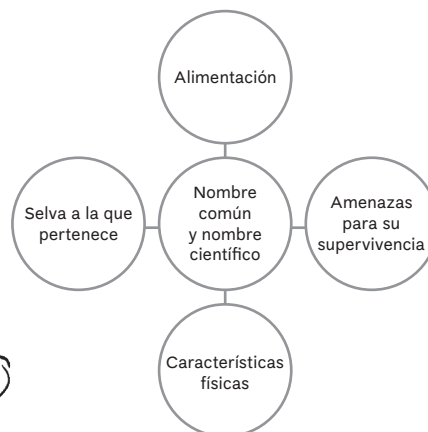 Alimentación
Selva a la que
pertenece
Nombre
común
y nombre
científico
Amenazas
para su
supervivencia
Características
físicas